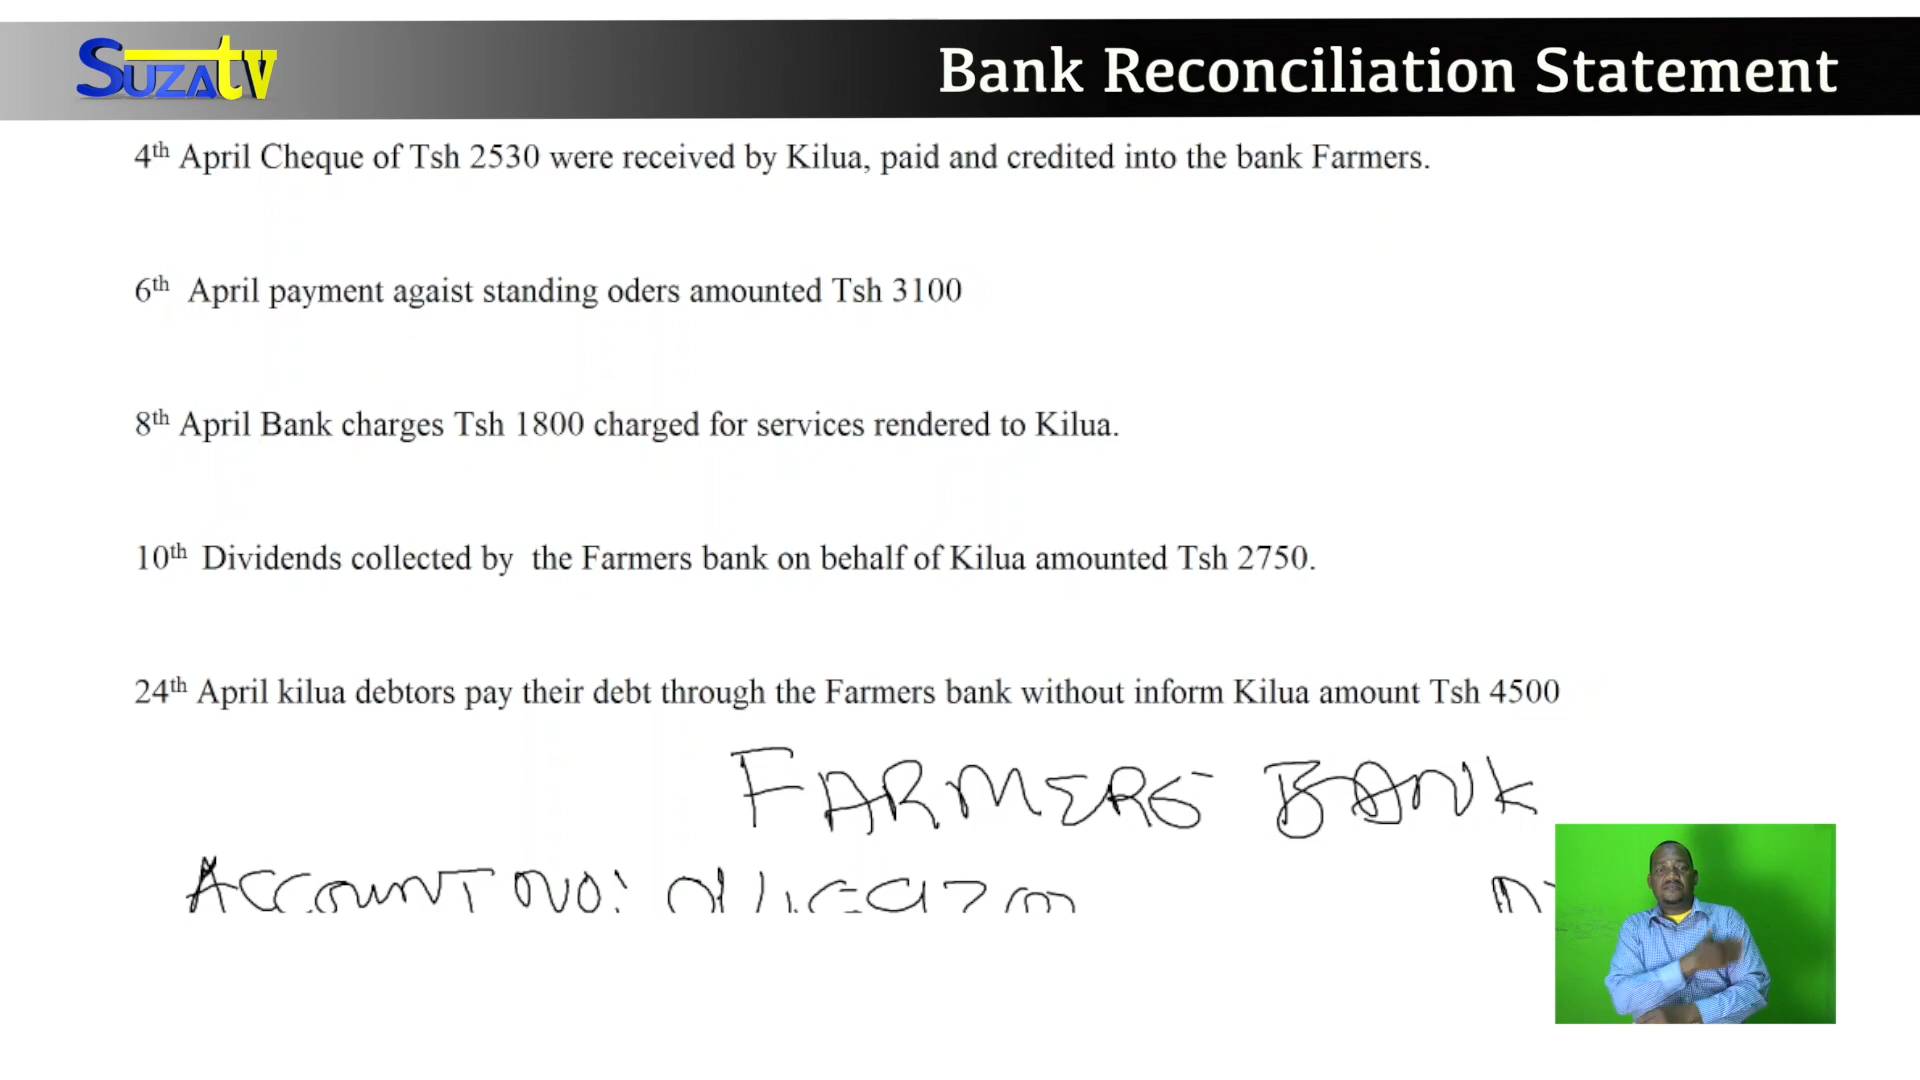 SUZAtv
Bank Reconciliation Statement
4th April Cheque of Tsh 2530 were received by Kilua, paid and credited into the bank Farmers.
6th April payment agaist standing oders amounted Tsh 3100
8th April Bank charges Tsh 1800 charged for services rendered to Kilua.
10th Dividends collected by the Farmers bank on behalf of Kilua amounted Tsh 2750.
24th April kilua debtors pay their debt through the Farmers bank without inform Kilua amount Tsh 4500
FARMERS BANK
ACCOUNT NO: